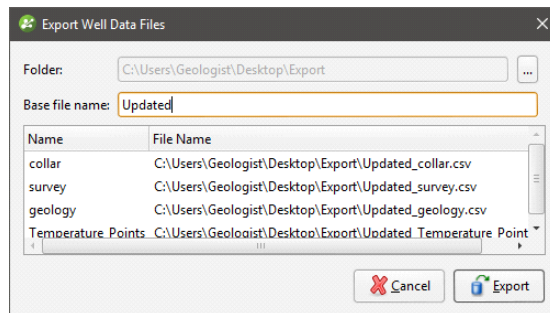 Export Well Data Files
Folder: C:\Users\Geologist\Desktop\Export ...
Base file name: Updated
Name File Name
collar C:\Users\Geologist\Desktop\Export\Updated_collar.csv
survey C:\Users\Geologist\Desktop\Export\Updated_survey.csv
geology C:\Users\Geologist\Desktop\Export\Updated_geology.csv
Temperature_Points C:\Users\Geologist\Desktop\Export\Updated_Temperature_Point
Cancel Export